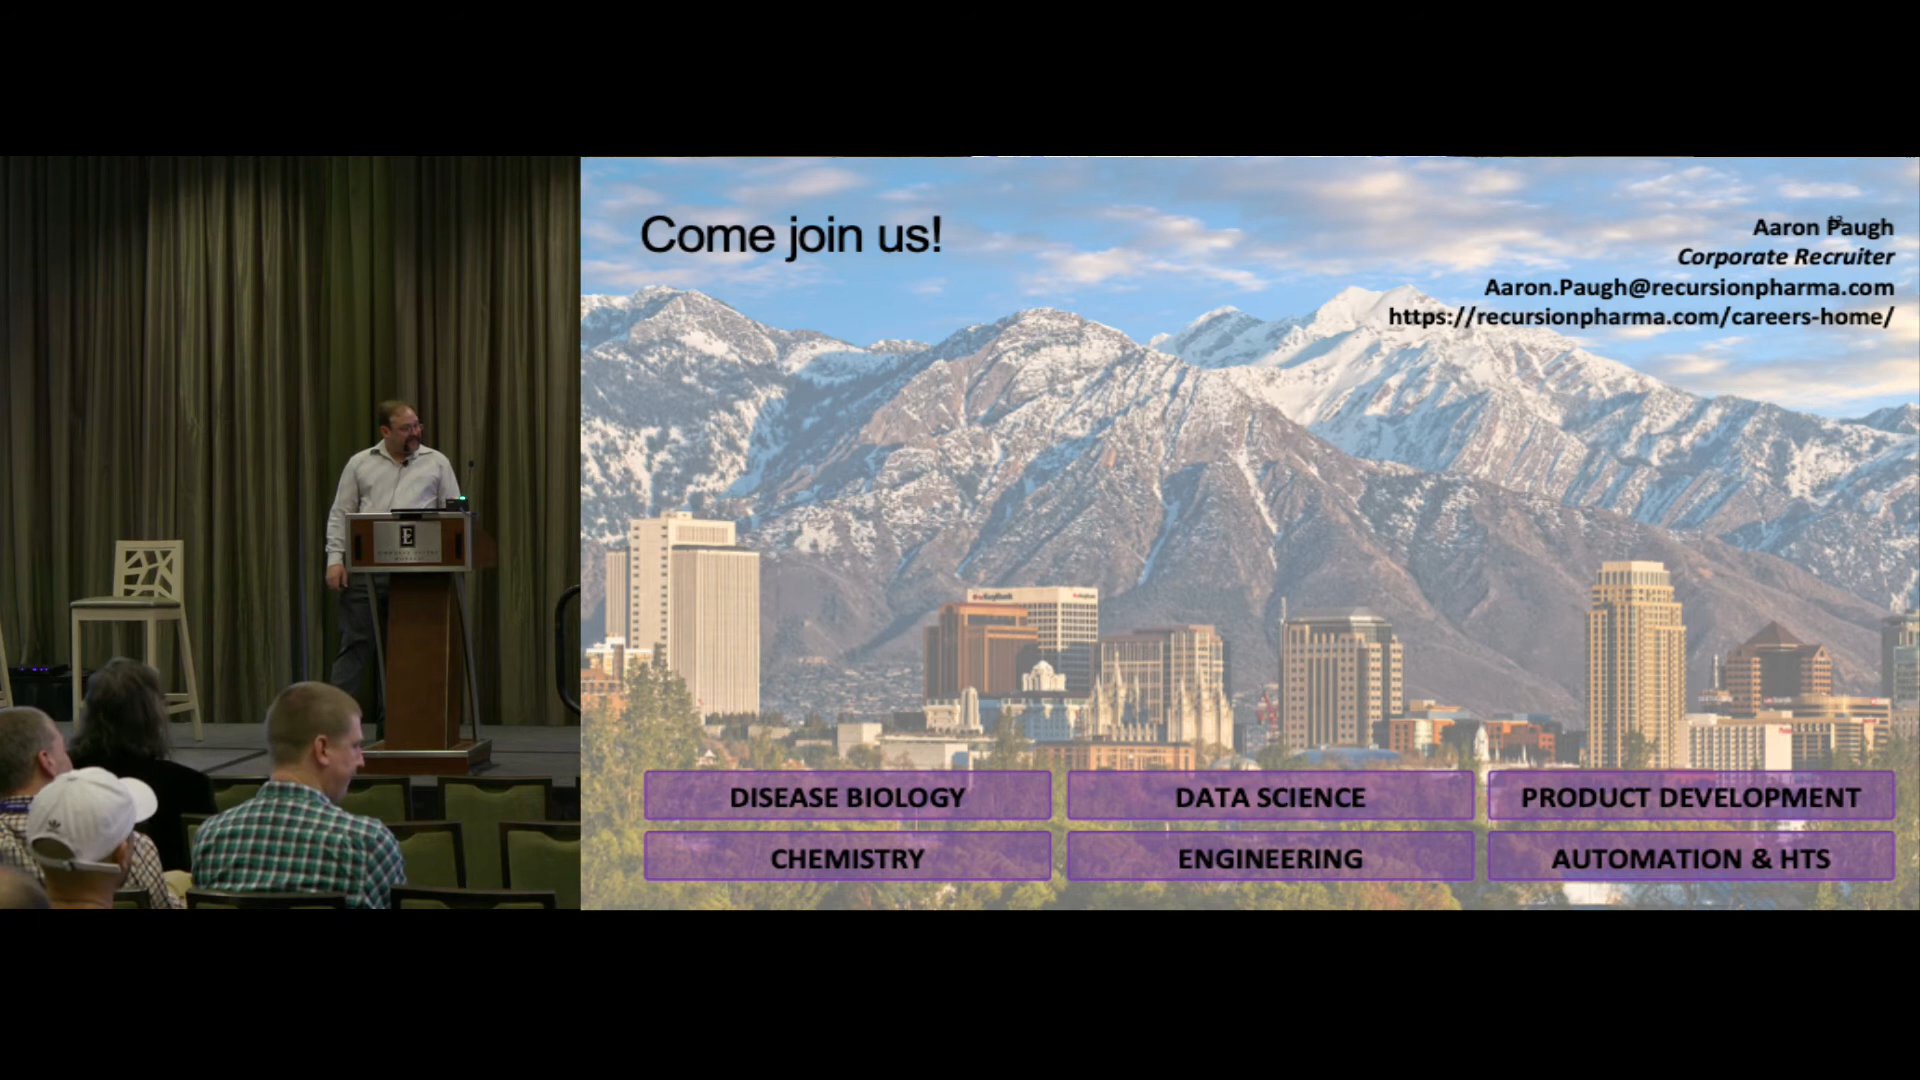 Come join us!
Aaron Paugh
Corporate Recruiter
Aaron.Paugh@recursionpharma.com
https://recursionpharma.com/careers-home/
KeyBank
E
DISEASE BIOLOGY
DATA SCIENCE
PRODUCT DEVELOPMENT
CHEMISTRY
ENGINEERING
AUTOMATION & HTS